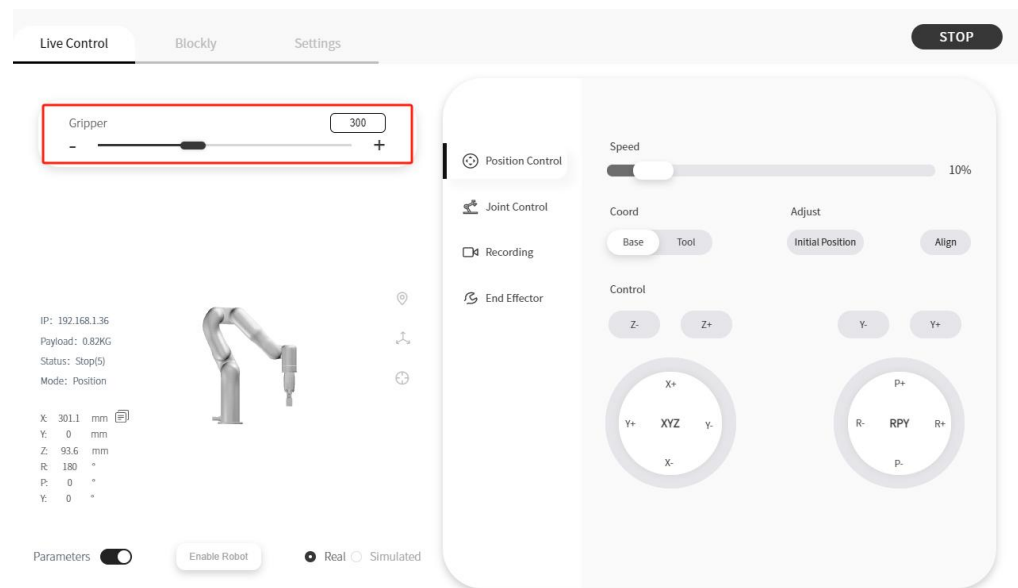 Live Control Blockly Settings STOP
Gripper 300
- +
IP: 192.168.1.36
Payload: 0.82KG
Status: Stop(5)
Mode: Position
X: 301.1 mm
Y: 0 mm
Z: 93.6 mm
R: 180 °
P: 0 °
Y: 0 °
Parameters Enable Robot Real Simulated
Position Control
Joint Control
Recording
End Effector
Speed
10%
Coord Adjust
Base Tool Initial Position Align
Control
Z- Z+ Y- Y+
X+
Y+ XYZ Y-
X-
P+
R- RPY R+
P-